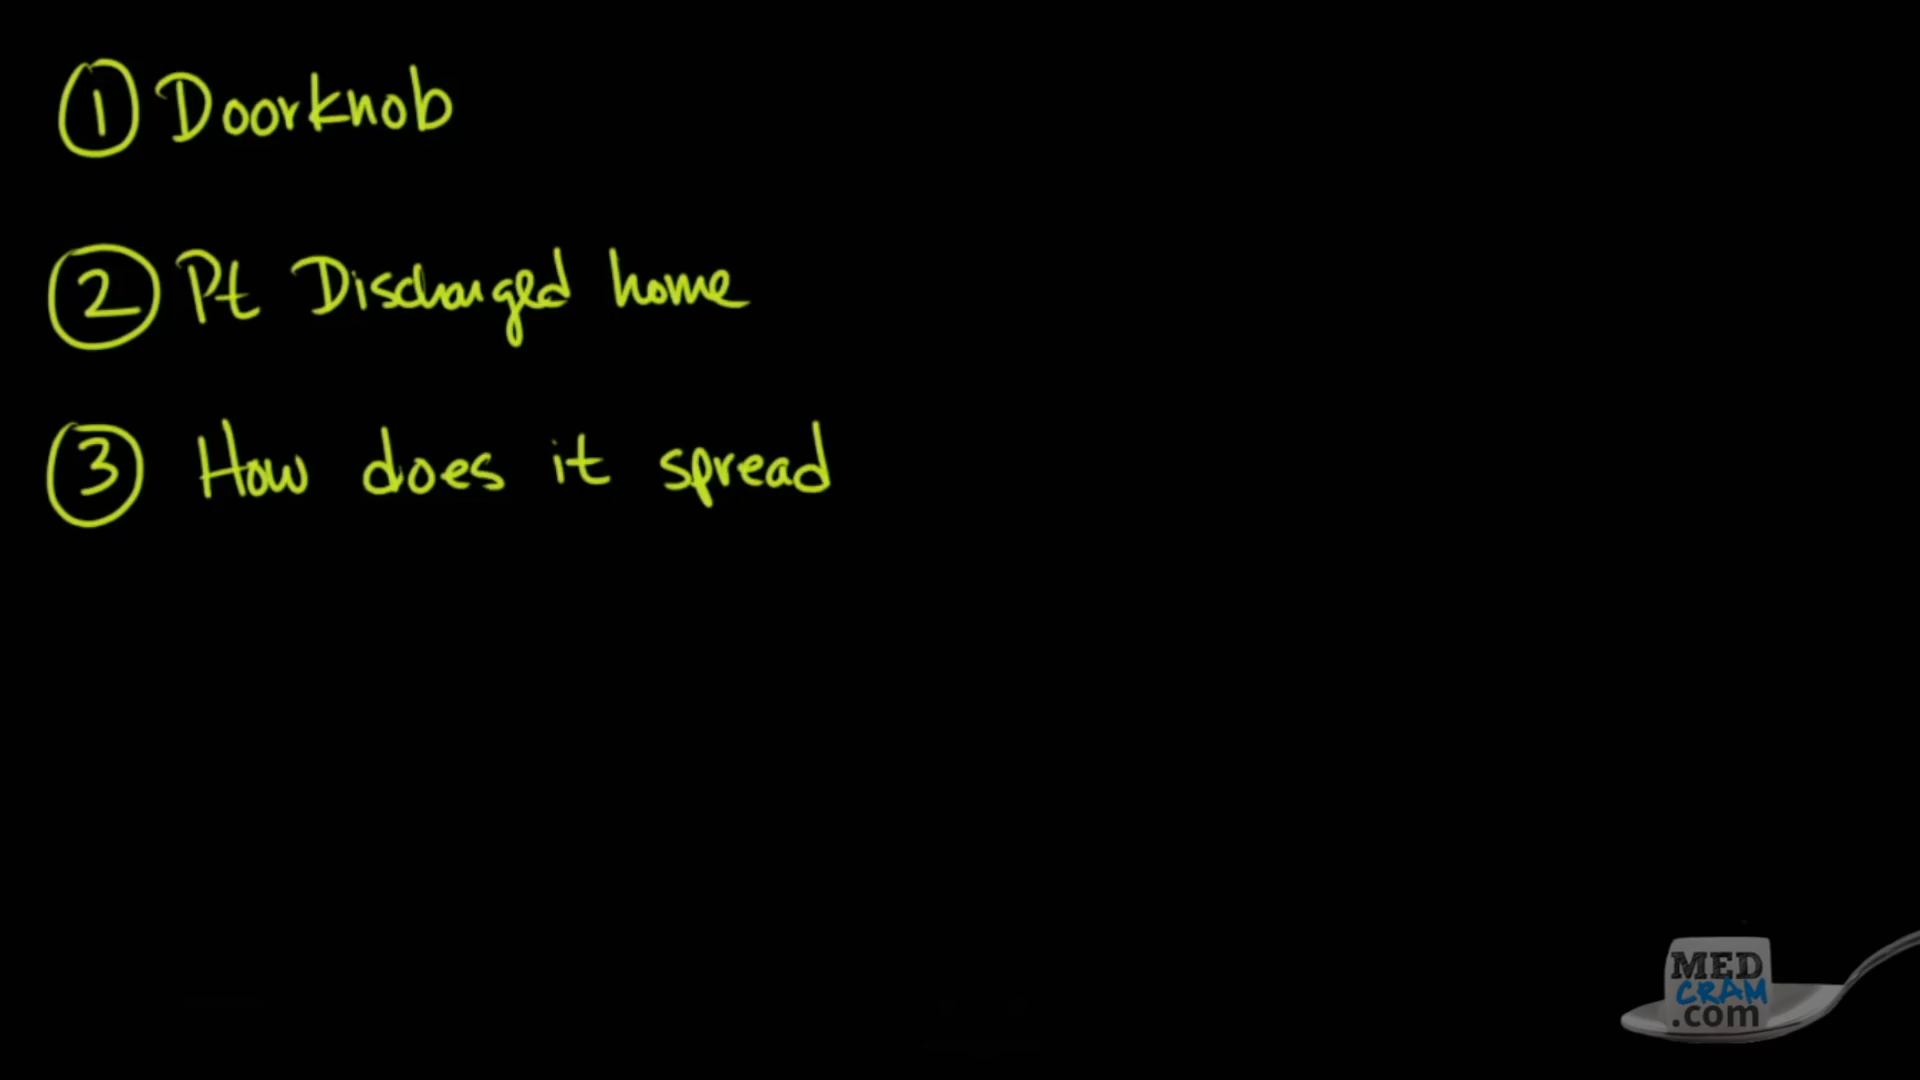 ① Doorknob
② Pt Discharged home
③ How does it spread
MED
CRAM
.com